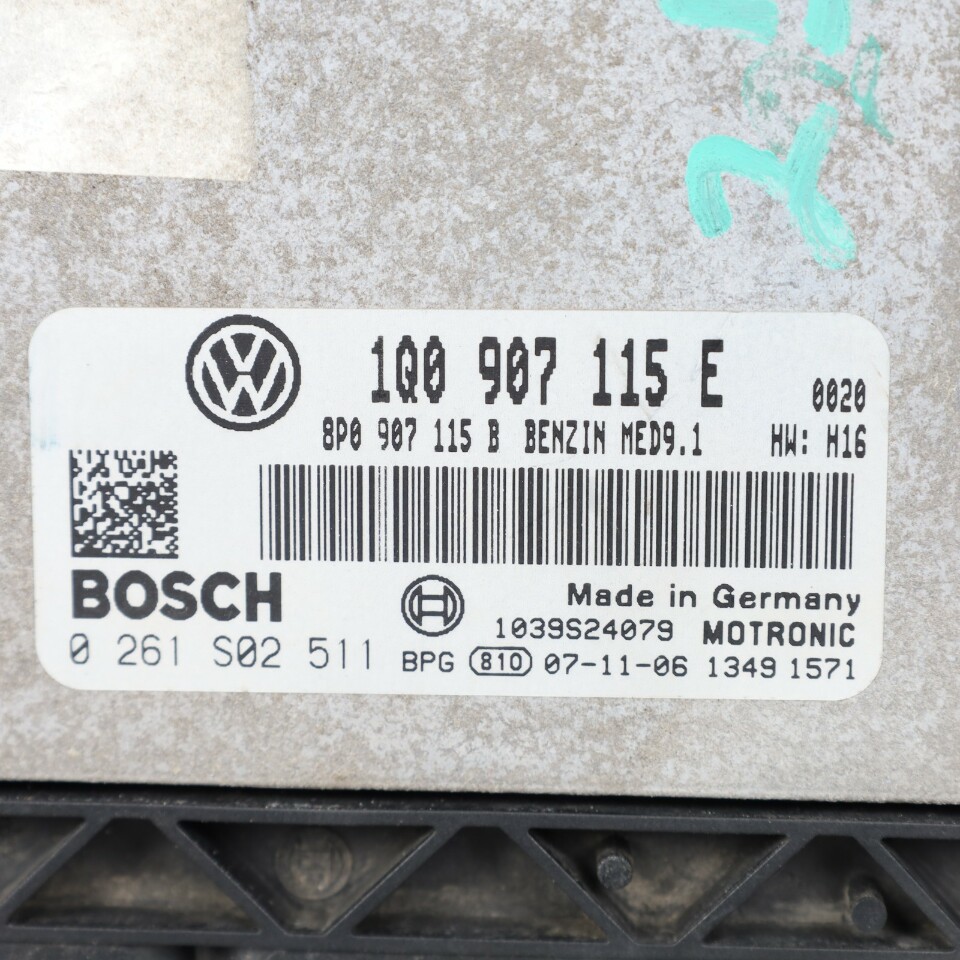 1Q0 907 115 E 0020
8P0 907 115 B BENZIN MED9.1 HW: H16
BOSCH
Made in Germany
1039S24079 MOTRONIC
0 261 S02 511 BPG 810 07-11-06 1349 1571